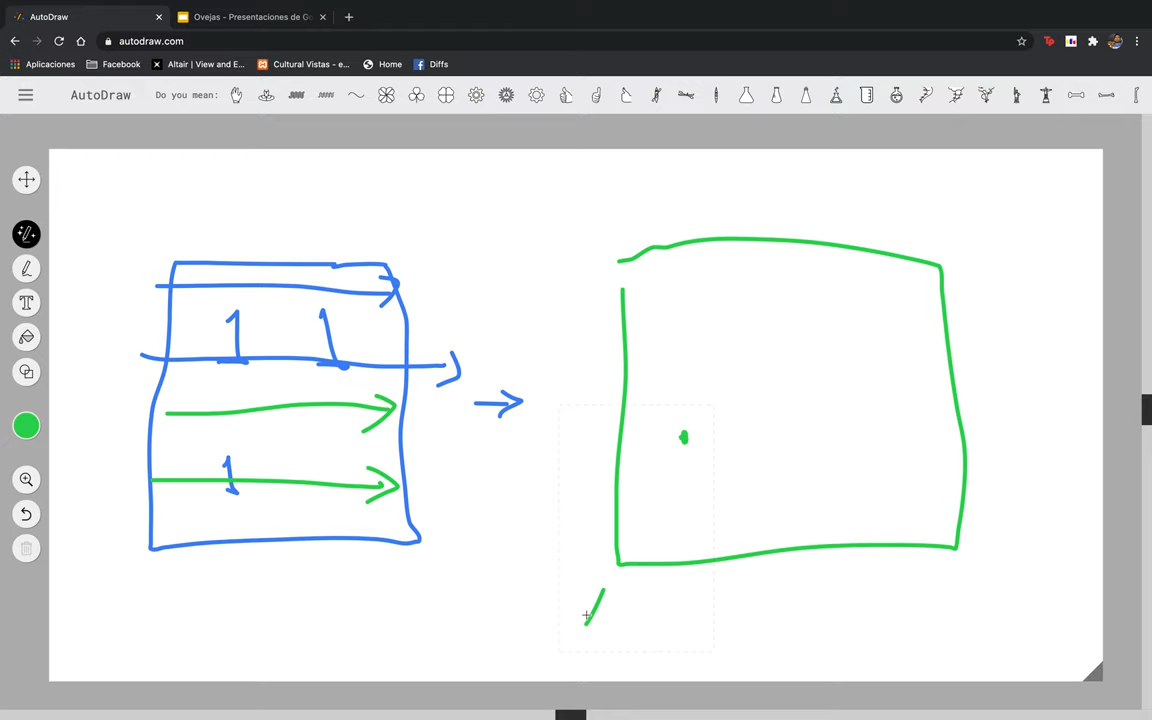 AutoDraw
Ovejas - Presentaciones de Go
autodraw.com
Aplicaciones
Facebook
Altair | View and E...
Cultural Vistas - e...
Home
Diffs
AutoDraw
Do you mean:
1 1
1